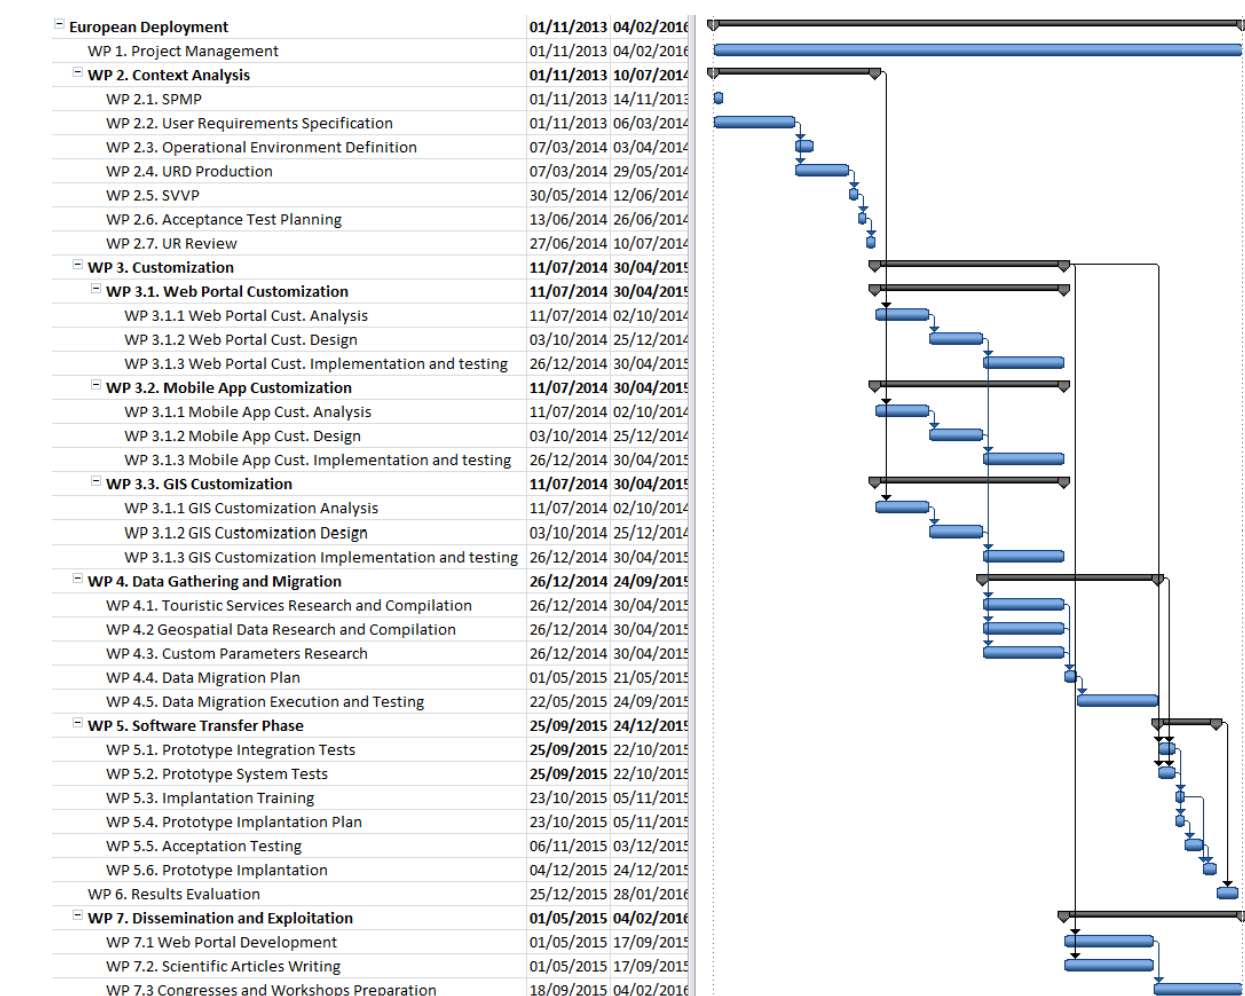 European Deployment 01/11/2013 04/02/2016
WP 1. Project Management 01/11/2013 04/02/2016
WP 2. Context Analysis 01/11/2013 10/07/2014
WP 2.1. SPMP 01/11/2013 14/11/2013
WP 2.2. User Requirements Specification 01/11/2013 06/03/2014
WP 2.3. Operational Environment Definition 07/03/2014 03/04/2014
WP 2.4. URD Production 07/03/2014 29/05/2014
WP 2.5. SVVP 30/05/2014 12/06/2014
WP 2.6. Acceptance Test Planning 13/06/2014 26/06/2014
WP 2.7. UR Review 27/06/2014 10/07/2014
WP 3. Customization 11/07/2014 30/04/2015
WP 3.1. Web Portal Customization 11/07/2014 30/04/2015
WP 3.1.1 Web Portal Cust. Analysis 11/07/2014 02/10/2014
WP 3.1.2 Web Portal Cust. Design 03/10/2014 25/12/2014
WP 3.1.3 Web Portal Cust. Implementation and testing 26/12/2014 30/04/2015
WP 3.2. Mobile App Customization 11/07/2014 30/04/2015
WP 3.1.1 Mobile App Cust. Analysis 11/07/2014 02/10/2014
WP 3.1.2 Mobile App Cust. Design 03/10/2014 25/12/2014
WP 3.1.3 Mobile App Cust. Implementation and testing 26/12/2014 30/04/2015
WP 3.3. GIS Customization 11/07/2014 30/04/2015
WP 3.1.1 GIS Customization Analysis 11/07/2014 02/10/2014
WP 3.1.2 GIS Customization Design 03/10/2014 25/12/2014
WP 3.1.3 GIS Customization Implementation and testing 26/12/2014 30/04/2015
WP 4. Data Gathering and Migration 26/12/2014 24/09/2015
WP 4.1. Touristic Services Research and Compilation 26/12/2014 30/04/2015
WP 4.2 Geospatial Data Research and Compilation 26/12/2014 30/04/2015
WP 4.3. Custom Parameters Research 26/12/2014 30/04/2015
WP 4.4. Data Migration Plan 01/05/2015 21/05/2015
WP 4.5. Data Migration Execution and Testing 22/05/2015 24/09/2015
WP 5. Software Transfer Phase 25/09/2015 24/12/2015
WP 5.1. Prototype Integration Tests 25/09/2015 22/10/2015
WP 5.2. Prototype System Tests 25/09/2015 22/10/2015
WP 5.3. Implantation Training 23/10/2015 05/11/2015
WP 5.4. Prototype Implantation Plan 23/10/2015 05/11/2015
WP 5.5. Acceptation Testing 06/11/2015 03/12/2015
WP 5.6. Prototype Implantation 04/12/2015 24/12/2015
WP 6. Results Evaluation 25/12/2015 28/01/2016
WP 7. Dissemination and Exploitation 01/05/2015 04/02/2016
WP 7.1 Web Portal Development 01/05/2015 17/09/2015
WP 7.2. Scientific Articles Writing 01/05/2015 17/09/2015
WP 7.3 Congresses and Workshops Preparation 18/09/2015 04/02/2016